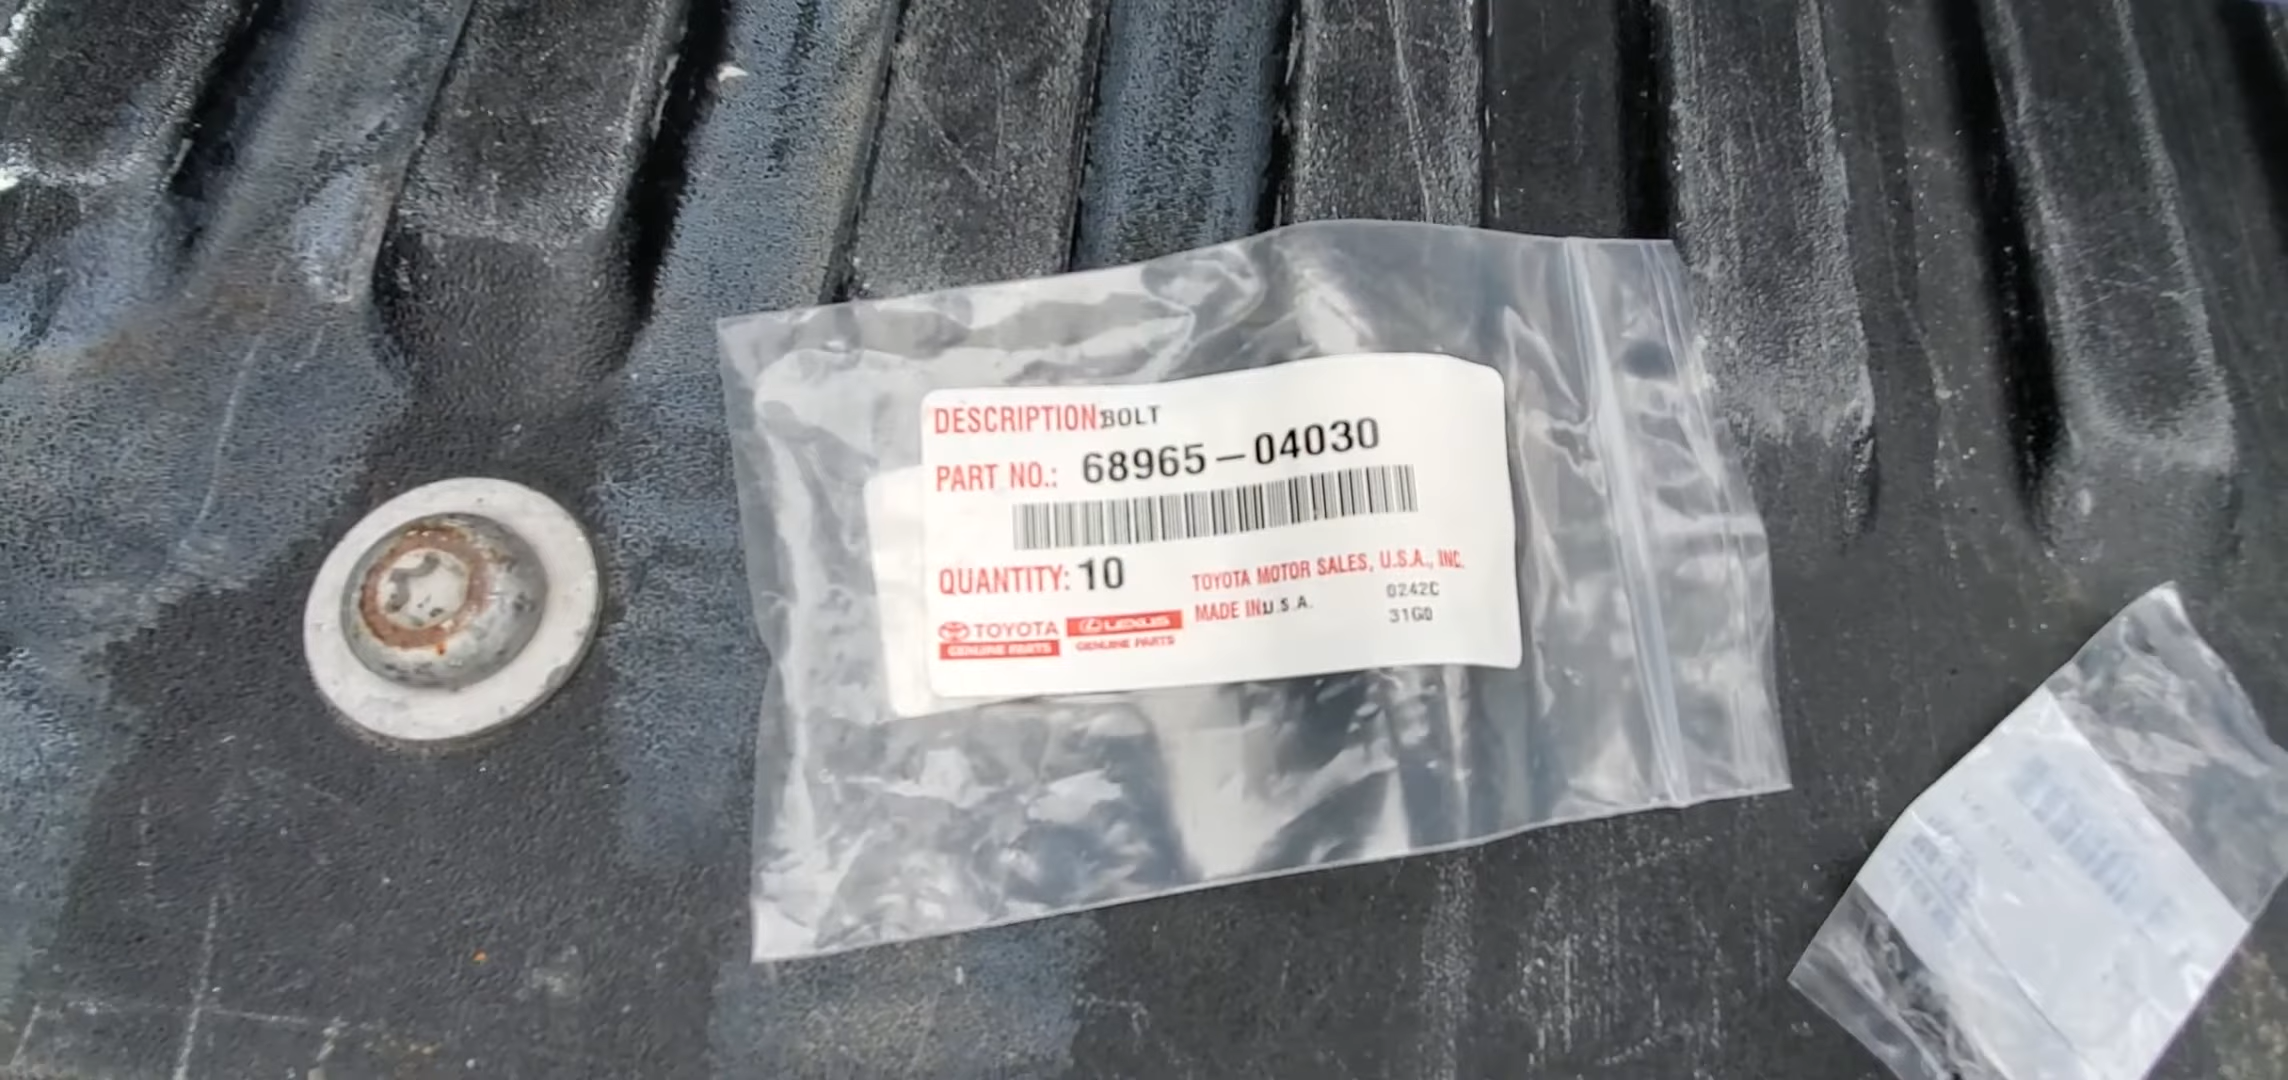 DESCRIPTION:BOLT
PART NO.: 68965-04030
QUANTITY: 10
TOYOTA MOTOR SALES, U.S.A., INC.
MADE IN:U.S.A.
0242C
31G0
TOYOTA
GENUINE PARTS
LEXUS
GENUINE PARTS